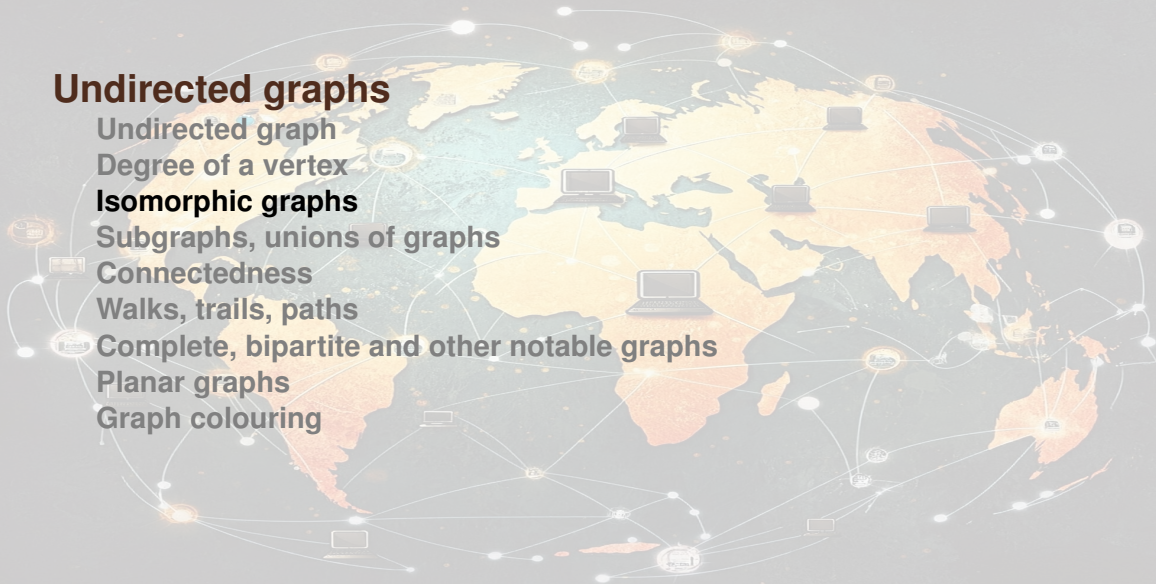 Undirected graphs
Undirected graph
Degree of a vertex
Isomorphic graphs
Subgraphs, unions of graphs
Connectedness
Walks, trails, paths
Complete, bipartite and other notable graphs
Planar graphs
Graph colouring